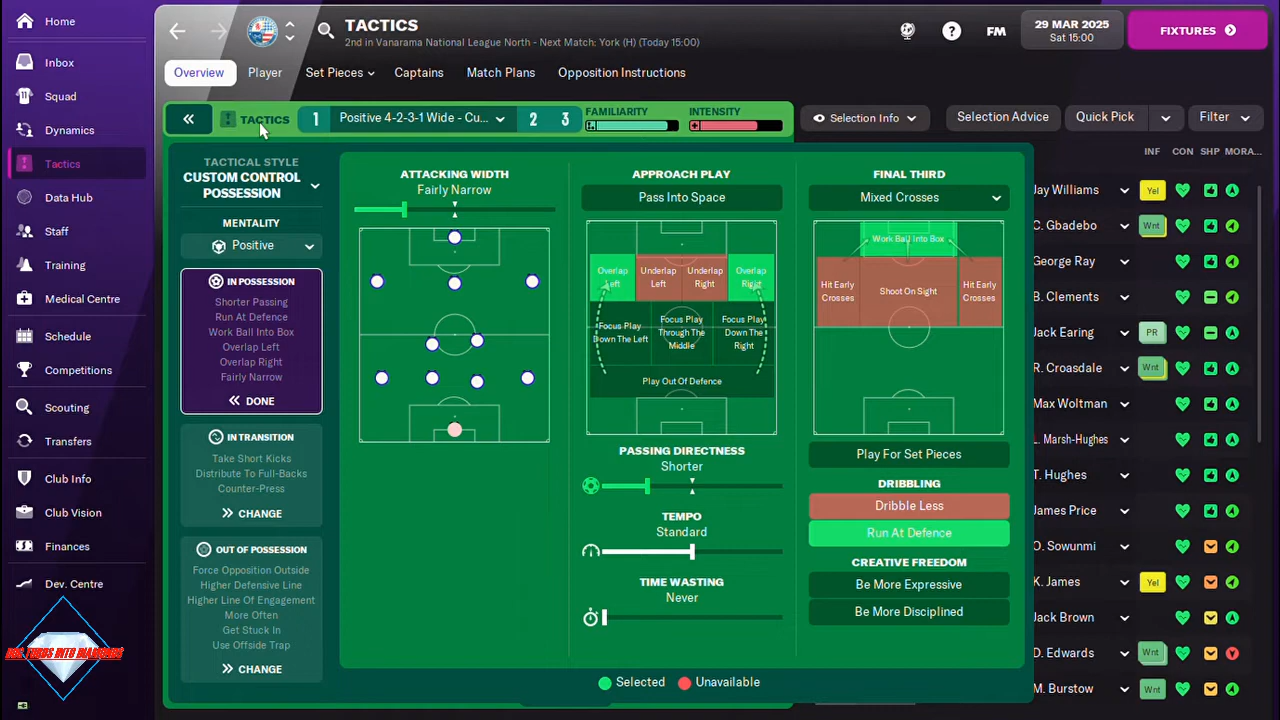 Home
Inbox
Squad
Dynamics
Tactics
Data Hub
Staff
Training
Medical Centre
Schedule
Competitions
Scouting
Transfers
Club Info
Club Vision
Finances
Dev. Centre
TACTICS
2nd in Vanarama National League North - Next Match: York (H) (Today 15:00)
FM
29 MAR 2025
Sat 15:00
FIXTURES
Overview
Player
Set Pieces
Captains
Match Plans
Opposition Instructions
TACTICS
1
Positive 4-2-3-1 Wide - Cu...
2
3
FAMILIARITY
INTENSITY
Selection Info
Selection Advice
Quick Pick
Filter
TACTICAL STYLE
CUSTOM CONTROL
POSSESSION
MENTALITY
Positive
IN POSSESSION
Shorter Passing
Run At Defence
Work Ball Into Box
Overlap Left
Overlap Right
Fairly Narrow
DONE
IN TRANSITION
Take Short Kicks
Distribute To Full-Backs
Counter-Press
CHANGE
OUT OF POSSESSION
Force Opposition Outside
Higher Defensive Line
Higher Line Of Engagement
More Often
Get Stuck In
Use Offside Trap
CHANGE
ATTACKING WIDTH
Fairly Narrow
APPROACH PLAY
Pass Into Space
Overlap
Left
Underlap
Left
Underlap
Right
Overlap
Right
Focus Play
Down The Left
Focus Play
Through The
Middle
Focus Play
Down The
Right
Play Out Of Defence
PASSING DIRECTNESS
Shorter
TEMPO
Standard
TIME WASTING
Never
FINAL THIRD
Mixed Crosses
Work Ball Into Box
Hit Early
Crosses
Shoot On Sight
Hit Early
Crosses
Play For Set Pieces
DRIBBLING
Dribble Less
Run At Defence
CREATIVE FREEDOM
Be More Expressive
Be More Disciplined
Selected
Unavailable
INF CON SHP MORA...
Jay Williams Yel
C. Gbadebo Wnt
George Ray
B. Clements
Jack Earing PR
R. Croasdale Wnt
Max Woltman
L. Marsh-Hughes
T. Hughes
James Price
O. Sowunmi
K. James Yel
Jack Brown
D. Edwards Wnt
M. Burstow Wnt